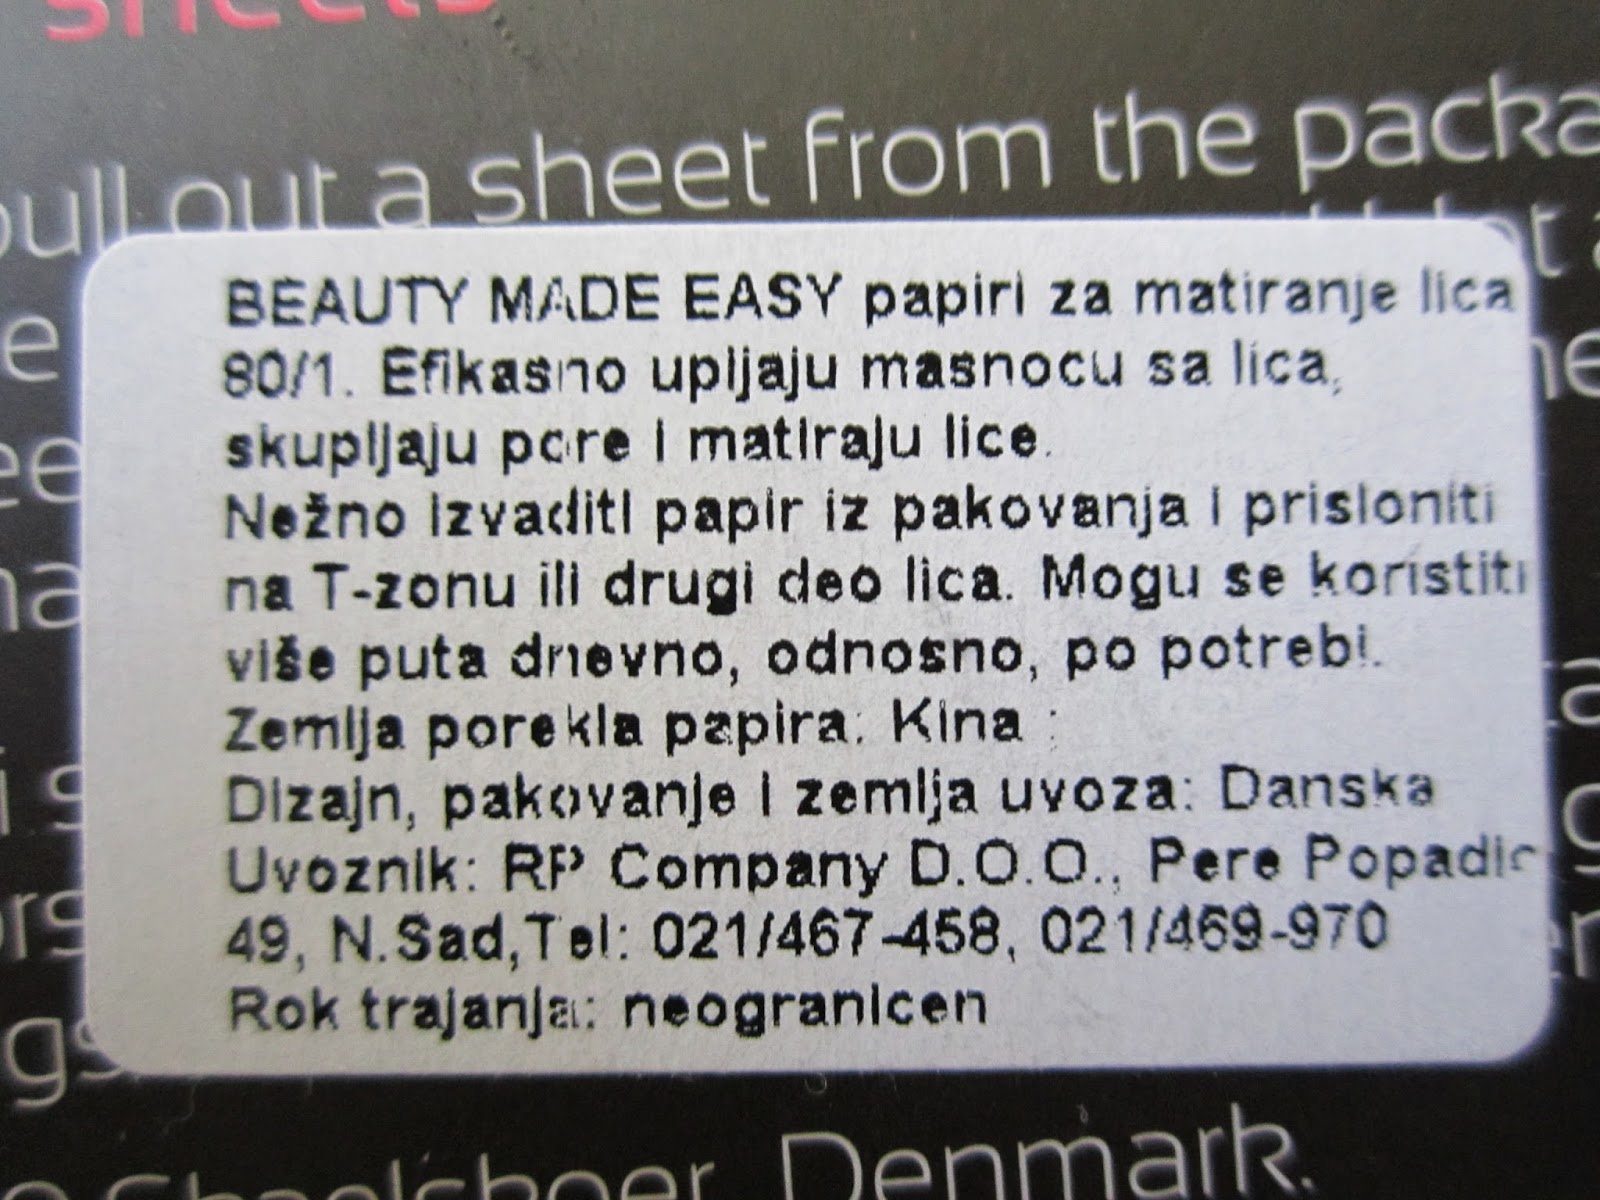 sheets
pull out a sheet from the packa
BEAUTY MADE EASY papiri za matiranje lica
80/1. Efikasno upijaju masnocu sa lica,
skupljaju pore i matiraju lice.
Nežno izvaditi papir iz pakovanja i prisloniti
na T-zonu ili drugi deo lica. Mogu se koristiti
više puta dnevno, odnosno, po potrebi.
Zemlja porekla papira: Kina :
Dizajn, pakovanje i zemlja uvoza: Danska
Uvoznik: RP Company D.O.O., Pere Popadic
49, N.Sad,Tel: 021/467-458, 021/469-970
Rok trajanja: neogranicen
Denmark.